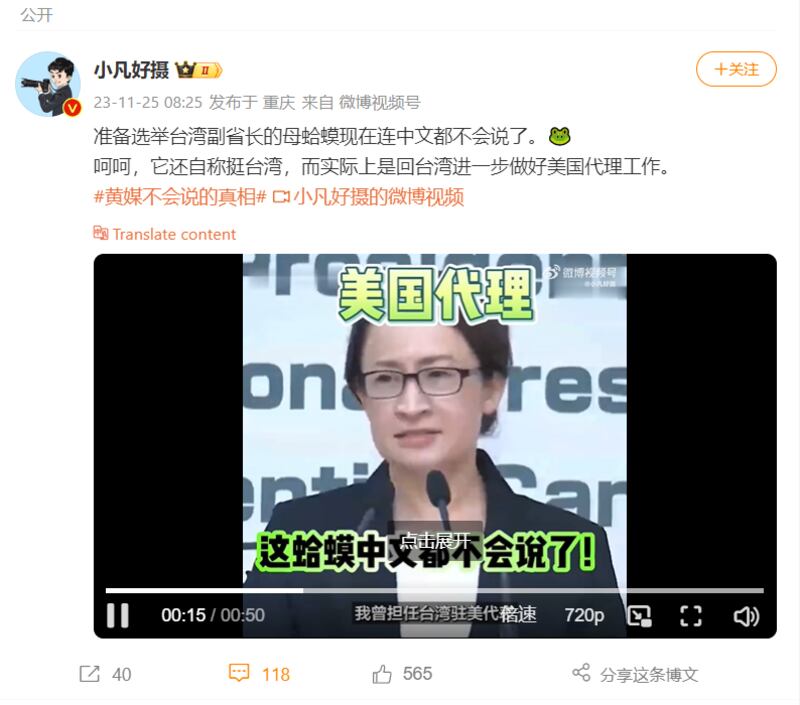 公开
小凡好摄
II
+关注
23-11-25 08:25 发布于 重庆 来自 微博视频号
准备选举台湾副省长的母蛤蟆现在连中文都不会说了。🐸
呵呵，它还自称挺台湾，而实际上是回台湾进一步做好美国代理工作。
#黄媒不会说的真相# 小凡好摄的微博视频
Translate content
微博视频号
@小凡好摄
美国代理
点击展开
这蛤蟆中文都不会说了！
00:15 / 00:50
我曾担任台湾驻美代
倍速
720p
40
118
565
分享这条博文